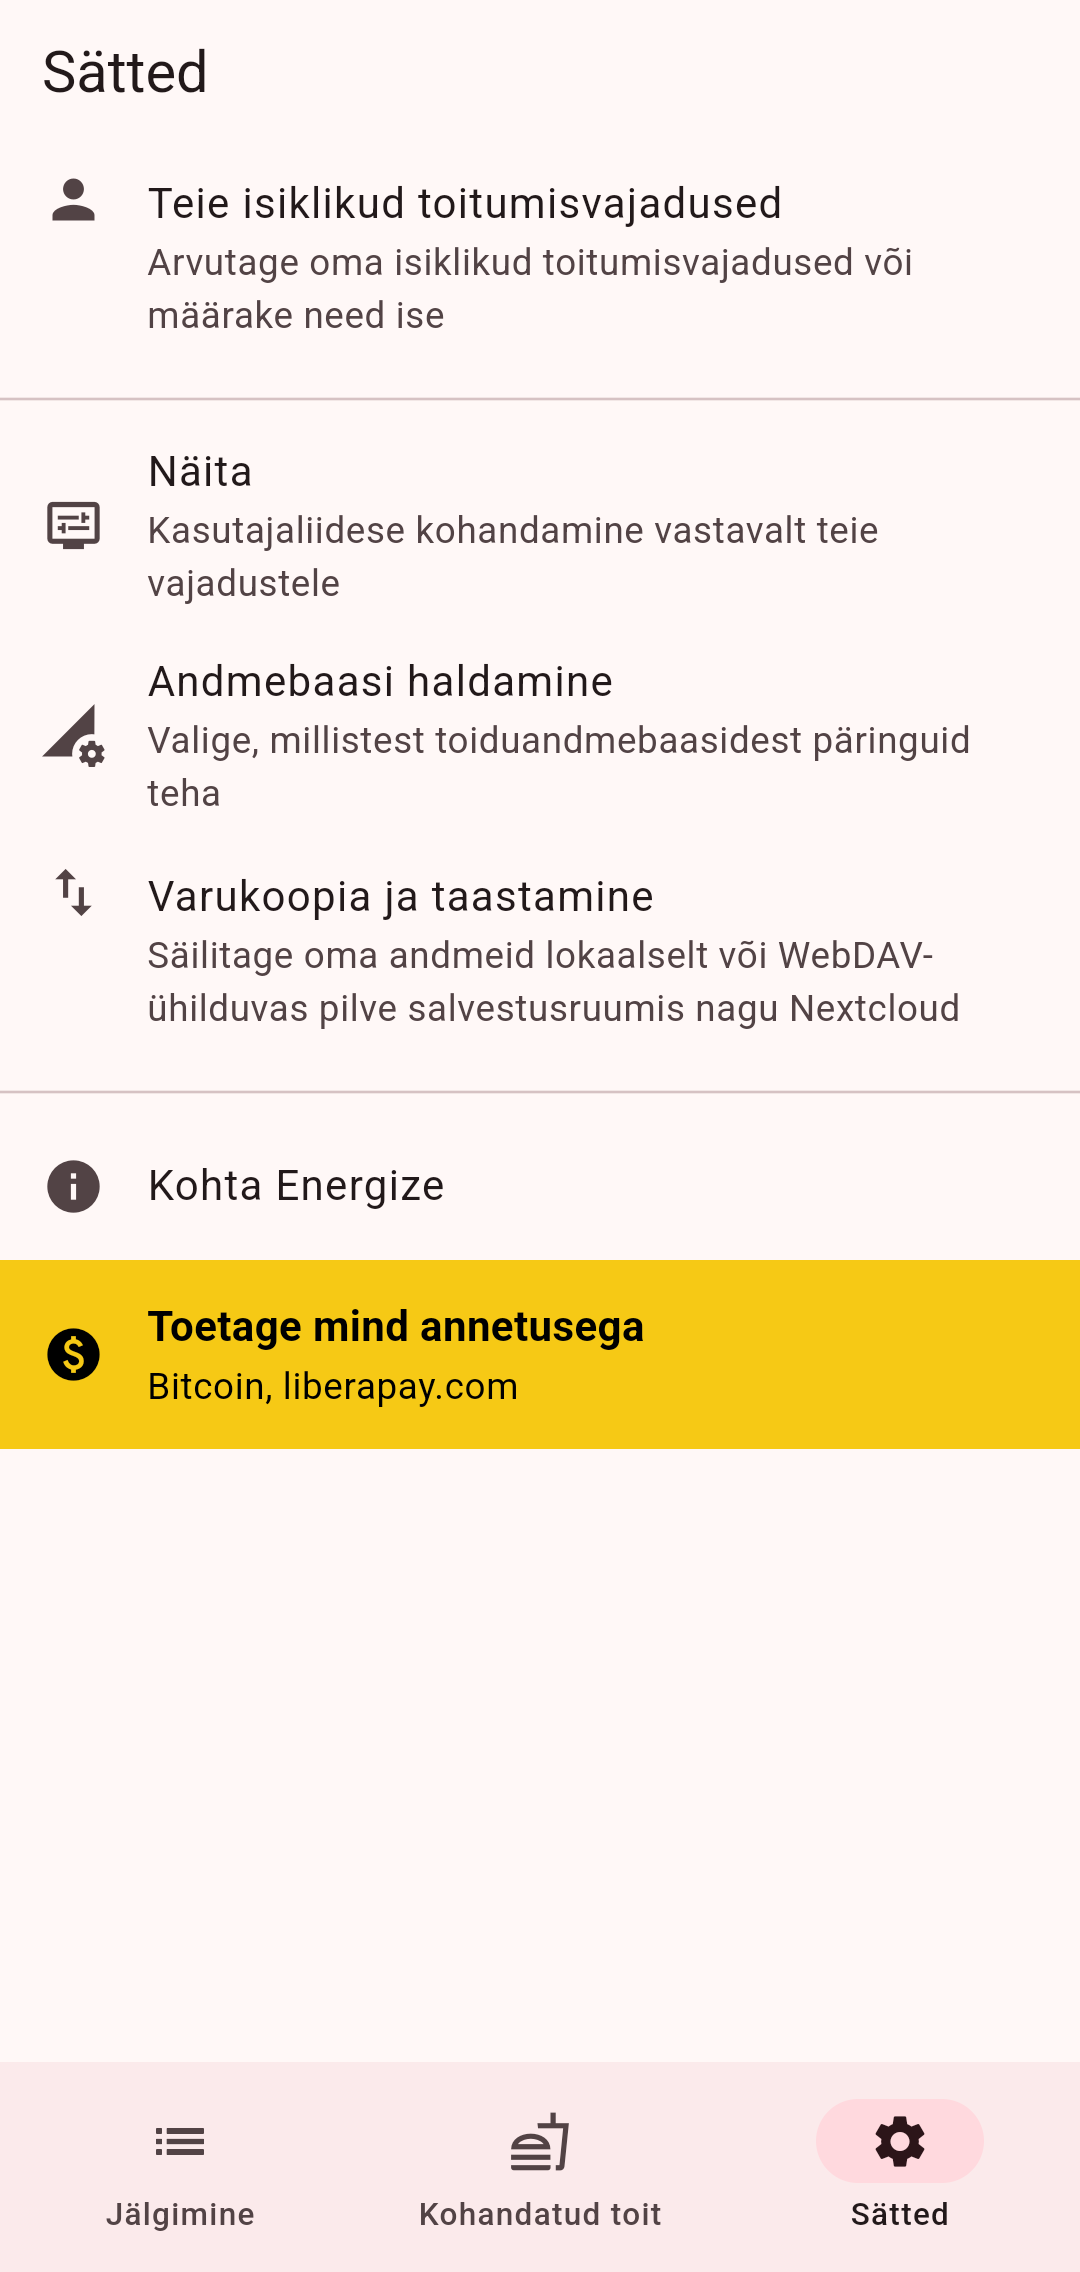 Sätted
Teie isiklikud toitumisvajadused
Arvutage oma isiklikud toitumisvajadused või
määrake need ise
Näita
Kasutajaliidese kohandamine vastavalt teie
vajadustele
Andmebaasi haldamine
Valige, millistest toiduandmebaasidest päringuid
teha
Varukoopia ja taastamine
Säilitage oma andmeid lokaalselt või WebDAV-
ühilduvas pilve salvestusruumis nagu Nextcloud
Kohta Energize
Toetage mind annetusega
Bitcoin, liberapay.com
Jälgimine
Kohandatud toit
Sätted